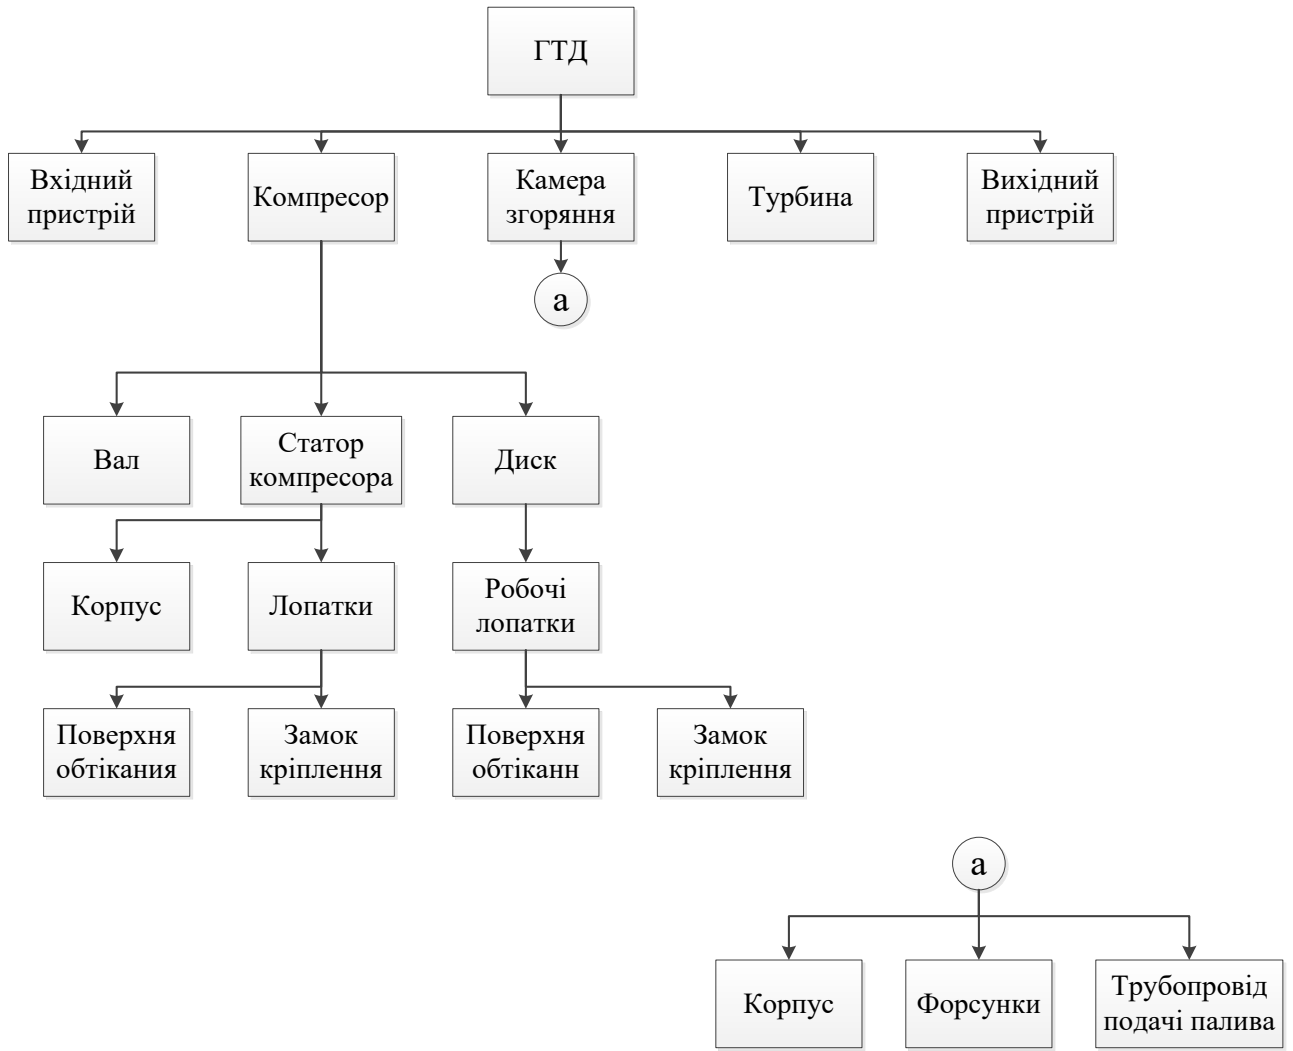 ГТД
Вхідний
пристрій
Компресор
Камера
згоряння
Турбина
Вихідний
пристрій
а
Вал
Статор
компресора
Диск
Корпус
Лопатки
Робочі
лопатки
Поверхня
обтікания
Замок
кріплення
Поверхня
обтіканн
Замок
кріплення
а
Корпус
Форсунки
Трубопровід
подачі палива